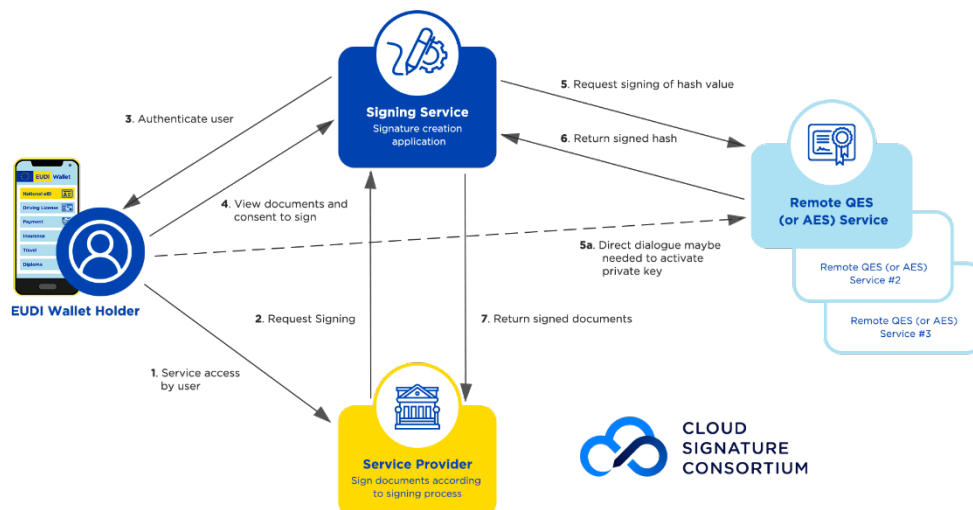 Signing Service
Signature creation
application
3. Authenticate user
4. View documents and
consent to sign
5. Request signing of hash value
6. Return signed hash
Remote QES
(or AES) Service
Remote QES (or AES)
Service #2
Remote QES (or AES)
Service #3
5a. Direct dialogue maybe
needed to activate
private key
EUDI Wallet
National eID
Driving License
Payment
Insurance
Travel
Diploma
EUDI Wallet Holder
1. Service access
by user
2. Request Signing
7. Return signed documents
Service Provider
Sign documents according
to signing process
CLOUD
SIGNATURE
CONSORTIUM